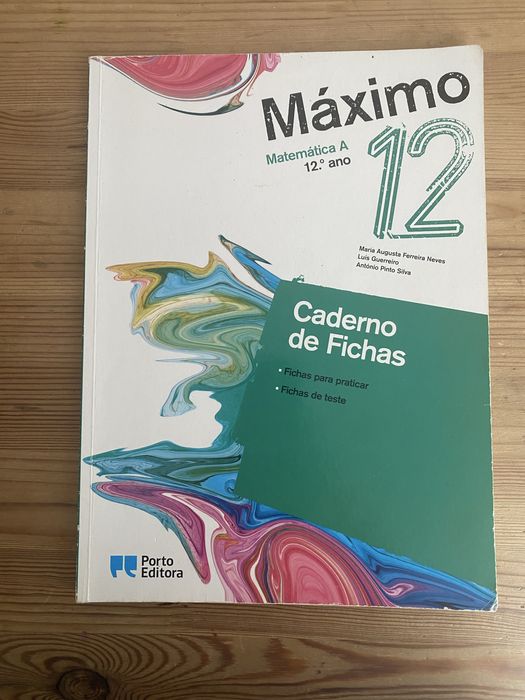 Máximo
Matemática A
12.º ano
12
Maria Augusta Ferreira Neves
Luís Guerreiro
António Pinto Silva
Caderno
de Fichas
• Fichas para praticar
• Fichas de teste
Porto
Editora